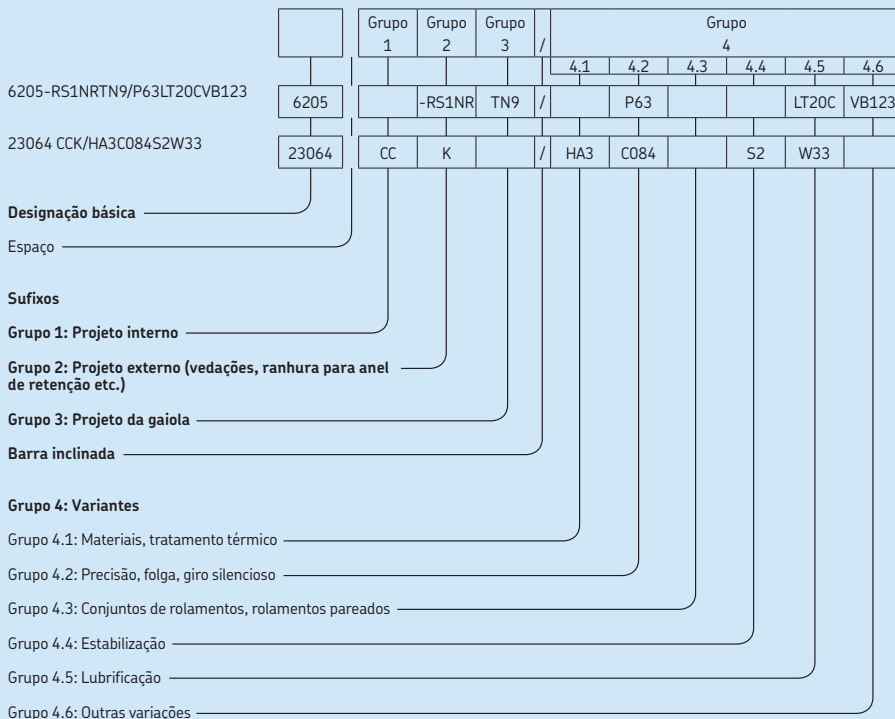 Grupo Grupo Grupo Grupo
1 2 3 / 4
4.1 4.2 4.3 4.4 4.5 4.6
6205-RS1NRTN9/P63LT20CVB123
6205 -RS1NR TN9 / P63 LT20C VB123
23064 CCK/HA3C084S2W33
23064 CC K / HA3 C084 S2 W33
Designação básica
Espaço
Sufixos
Grupo 1: Projeto interno
Grupo 2: Projeto externo (vedações, ranhura para anel
de retenção etc.)
Grupo 3: Projeto da gaiola
Barra inclinada
Grupo 4: Variantes
Grupo 4.1: Materiais, tratamento térmico
Grupo 4.2: Precisão, folga, giro silencioso
Grupo 4.3: Conjuntos de rolamentos, rolamentos pareados
Grupo 4.4: Estabilização
Grupo 4.5: Lubrificação
Grupo 4.6: Outras variações